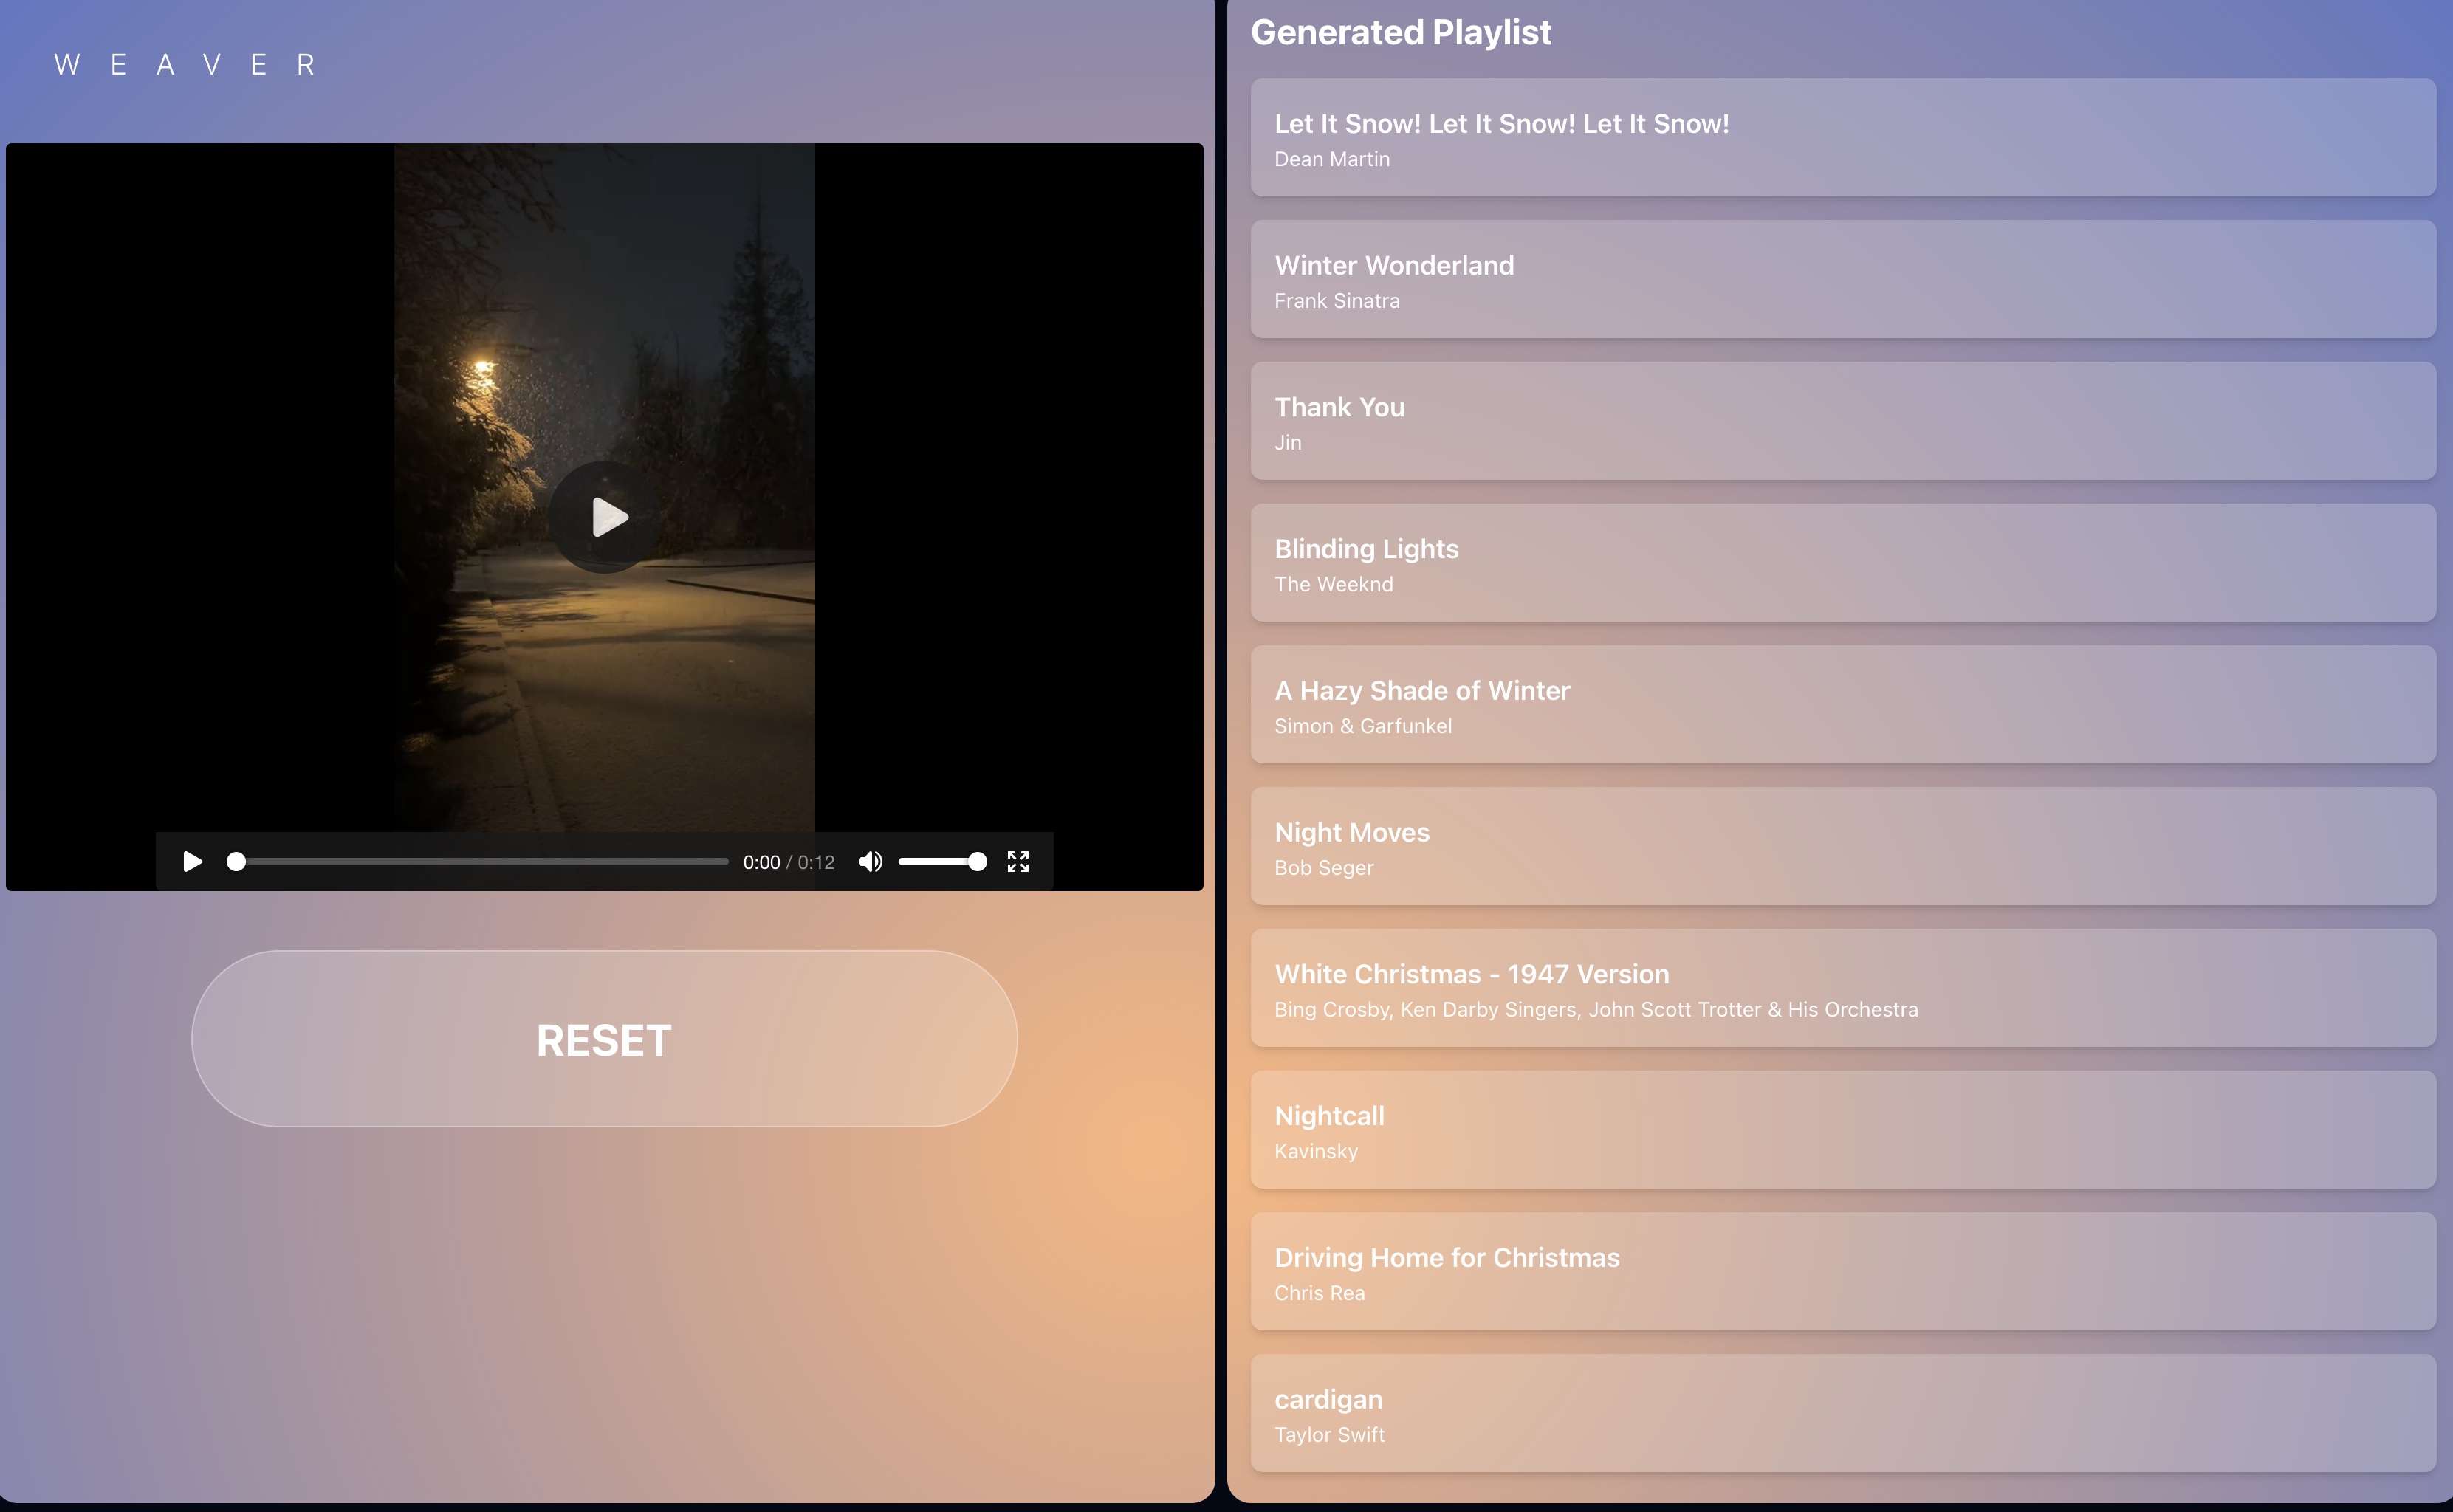 W E A V E R
0:00 / 0:12
RESET
Generated Playlist
Let It Snow! Let It Snow! Let It Snow!
Dean Martin
Winter Wonderland
Frank Sinatra
Thank You
Jin
Blinding Lights
The Weeknd
A Hazy Shade of Winter
Simon & Garfunkel
Night Moves
Bob Seger
White Christmas - 1947 Version
Bing Crosby, Ken Darby Singers, John Scott Trotter & His Orchestra
Nightcall
Kavinsky
Driving Home for Christmas
Chris Rea
cardigan
Taylor Swift